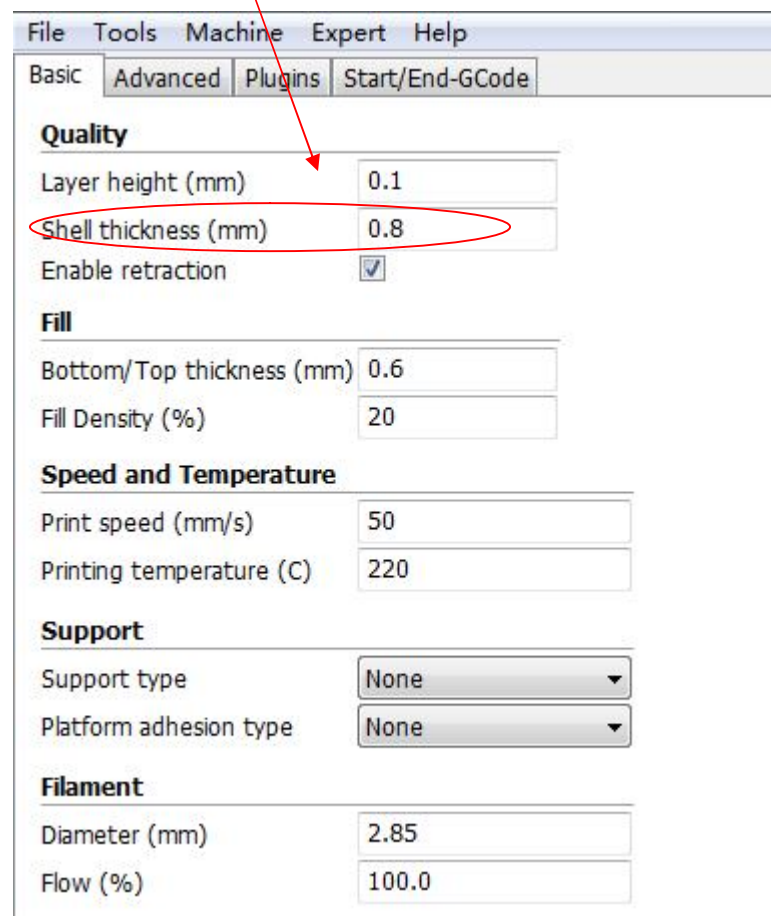 File Tools Machine Expert Help
Basic Advanced Plugins Start/End-GCode
Quality
Layer height (mm) 0.1
Shell thickness (mm) 0.8
Enable retraction
Fill
Bottom/Top thickness (mm) 0.6
Fill Density (%) 20
Speed and Temperature
Print speed (mm/s) 50
Printing temperature (C) 220
Support
Support type None
Platform adhesion type None
Filament
Diameter (mm) 2.85
Flow (%) 100.0